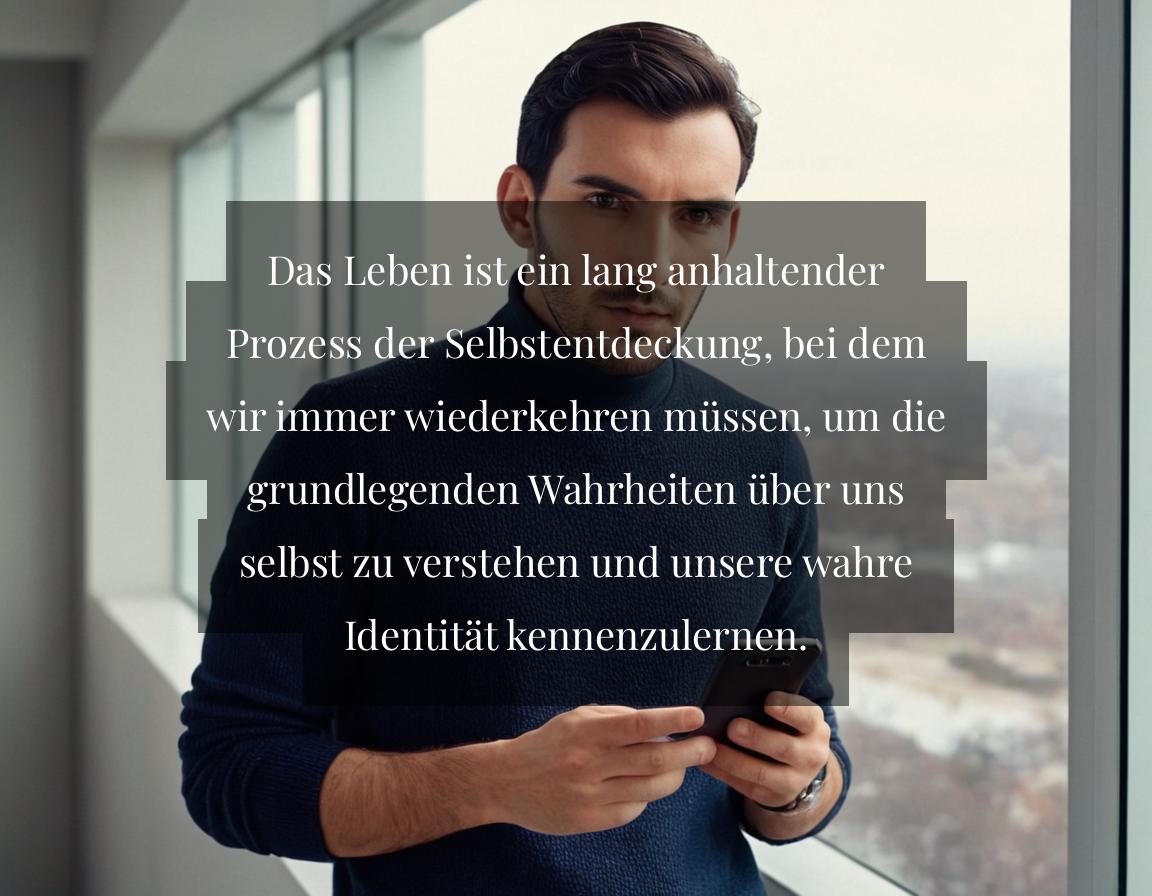 Das Leben ist ein lang anhaltender
Prozess der Selbstentdeckung, bei dem
wir immer wiederkehren müssen, um die
grundlegenden Wahrheiten über uns
selbst zu verstehen und unsere wahre
Identität kennenzulernen.